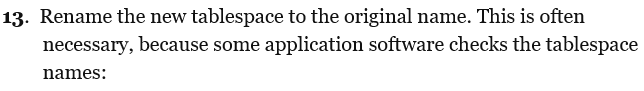 13. Rename the new tablespace to the original name. This is often
necessary, because some application software checks the tablespace
names: